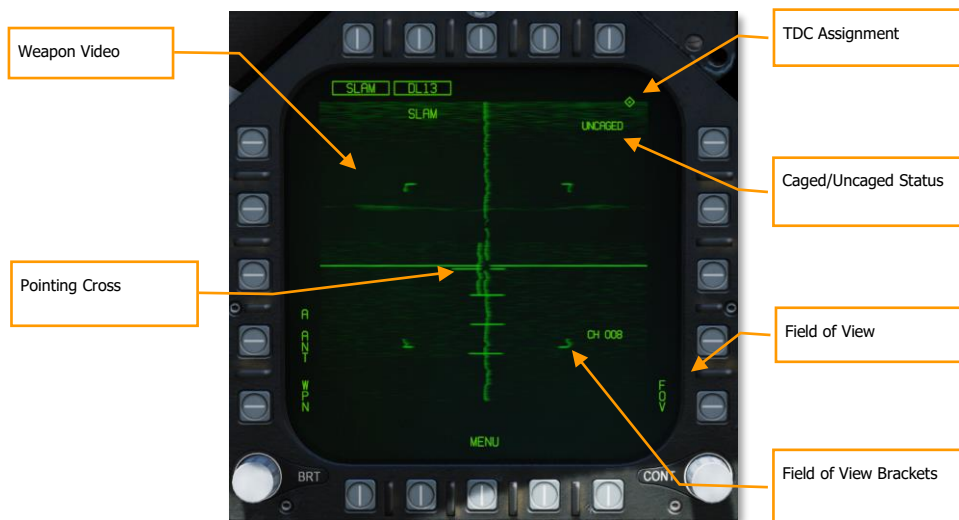 Weapon Video
TDC Assignment
SLAM DL13
SLAM
UNCAGED
Caged/Uncaged Status
Pointing Cross
A ANT
WPN
CH 008
FOV
Field of View
MENU
BRT
CONT
Field of View Brackets